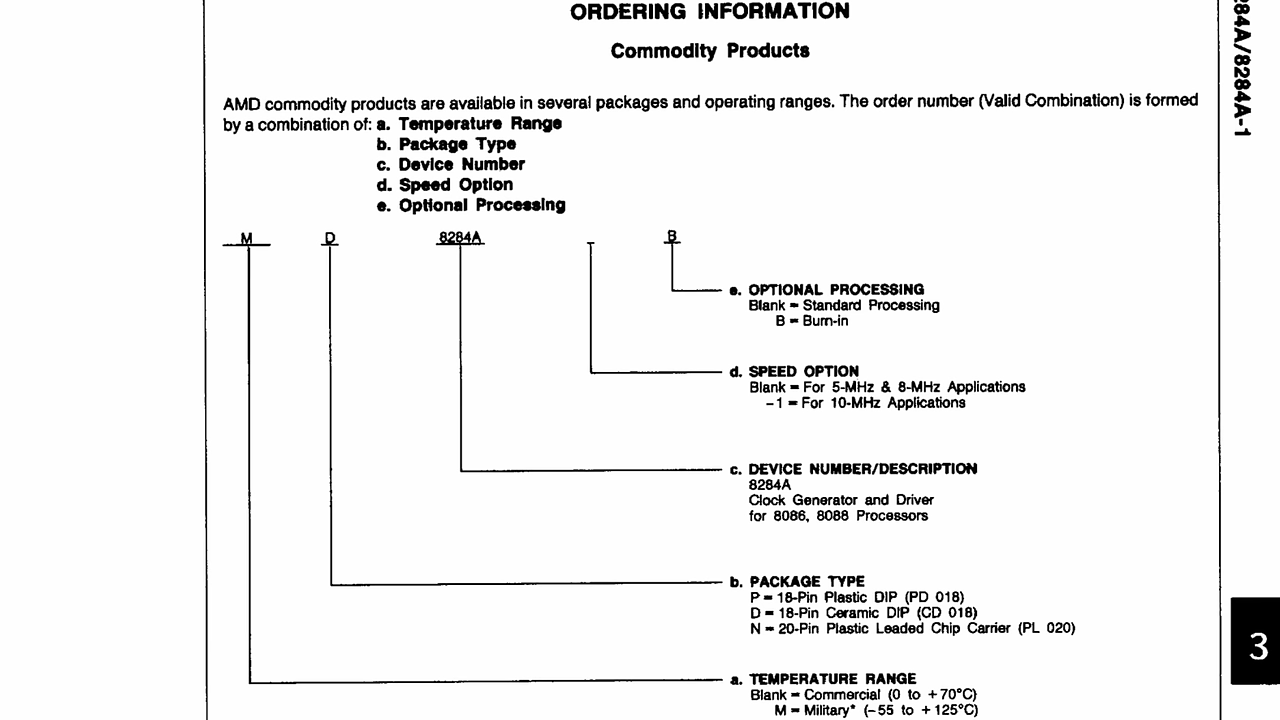 ORDERING INFORMATION
Commodity Products
AMD commodity products are available in several packages and operating ranges. The order number (Valid Combination) is formed
by a combination of: a. Temperature Range
b. Package Type
c. Device Number
d. Speed Option
e. Optional Processing
M D 8284A - B
e. OPTIONAL PROCESSING
Blank = Standard Processing
B = Burn-in
d. SPEED OPTION
Blank = For 5-MHz & 8-MHz Applications
-1 = For 10-MHz Applications
c. DEVICE NUMBER/DESCRIPTION
8284A
Clock Generator and Driver
for 8086, 8088 Processors
b. PACKAGE TYPE
P = 18-Pin Plastic DIP (PD 018)
D = 18-Pin Ceramic DIP (CD 018)
N = 20-Pin Plastic Leaded Chip Carrier (PL 020)
a. TEMPERATURE RANGE
Blank = Commercial (0 to +70°C)
M = Military* (-55 to +125°C)
284A/8284A-1
3